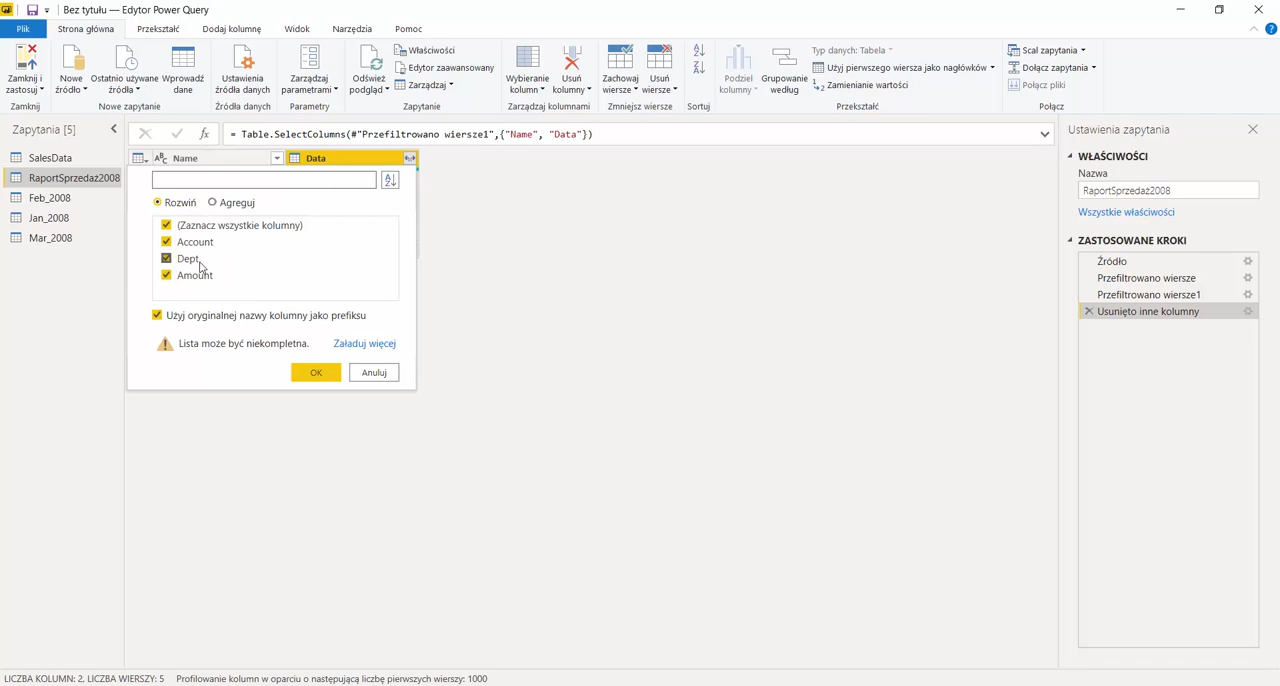 Bez tytułu — Edytor Power Query
Plik Strona główna Przekształć Dodaj kolumnę Widok Narzędzia Pomoc
Zamknij i zastosuj
Zamknij
Nowe źródło
Ostatnio używane źródła
Wprowadź dane
Nowe zapytanie
Ustawienia źródła danych
Źródła danych
Zarządzaj parametrami
Parametry
Odśwież podgląd
Właściwości
Edytor zaawansowany
Zarządzaj
Zapytanie
Wybieranie kolumn
Usuń kolumny
Zarządzaj kolumnami
Zachowaj wiersze
Usuń wiersze
Zmniejsz wiersze
Sortuj
Podziel kolumny
Grupowanie według
Typ danych: Tabela
Użyj pierwszego wiersza jako nagłówków
Zamienianie wartości
Przekształć
Scal zapytania
Dołącz zapytania
Połącz pliki
Połącz
Zapytania [5]
SalesData
RaportSprzedaż2008
Feb_2008
Jan_2008
Mar_2008
= Table.SelectColumns(#"Przefiltrowano wiersze1",{"Name", "Data"})
Name Data
Rozwiń Agreguj
(Zaznacz wszystkie kolumny)
Account
Dept
Amount
Użyj oryginalnej nazwy kolumny jako prefiksu
Lista może być niekompletna. Załaduj więcej
OK Anuluj
Ustawienia zapytania
WŁAŚCIWOŚCI
Nazwa
RaportSprzedaż2008
Wszystkie właściwości
ZASTOSOWANE KROKI
Źródło
Przefiltrowano wiersze
Przefiltrowano wiersze1
Usunięto inne kolumny
LICZBA KOLUMN: 2, LICZBA WIERSZY: 5 Profilowanie kolumn w oparciu o następującą liczbę pierwszych wierszy: 1000